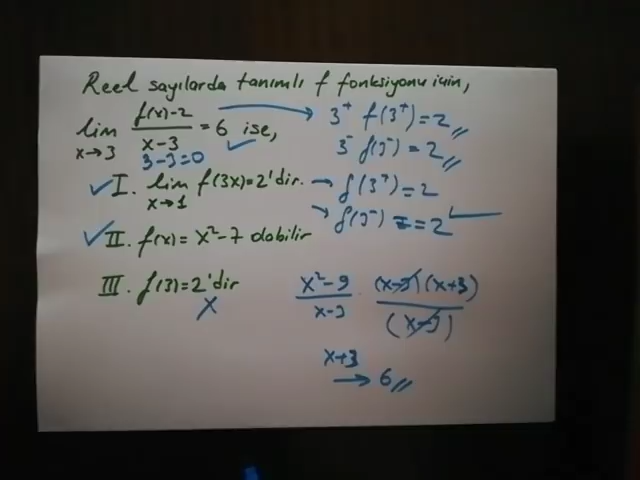 Reel sayılarda tanımlı f fonksiyonu için,
lim x→3 f(x)-2 / x-3 = 6 ise,
3-3=0 ✓
→ 3⁺ f(3⁺) = 2 //
3⁻ f(3⁻) = 2 //
✓ I. lim x→1 f(3x)=2'dir. → f(3⁺) = 2
→ f(3⁻) = 2
✓ II. f(x) = x²-7 olabilir
III. f(3)=2'dir
X
x²-9 / x-3 · (x-3)(x+3) / (x-3)
x+3 → 6 //